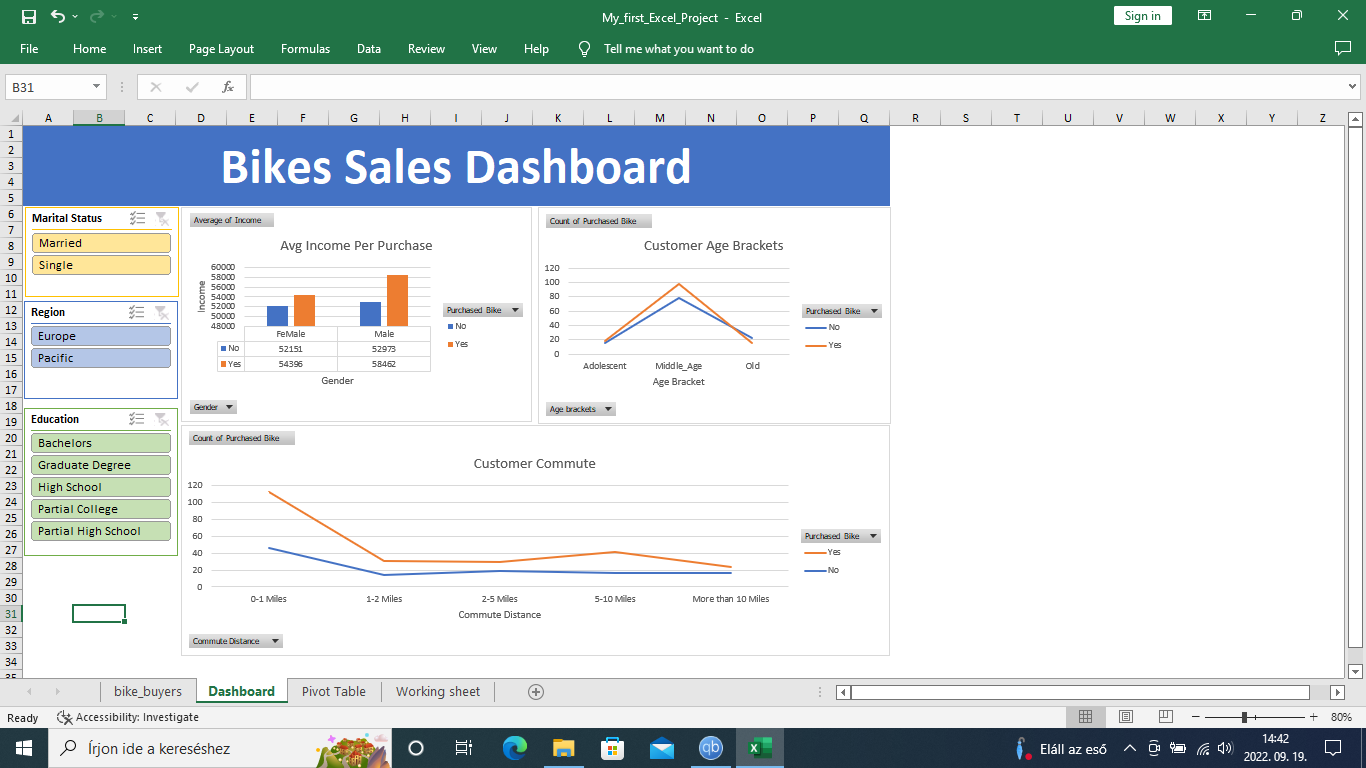 My_first_Excel_Project - Excel
Sign in
File Home Insert Page Layout Formulas Data Review View Help Tell me what you want to do
B31
fx
A B C D E F G H I J K L M N O P Q R S T U V W X Y Z
1
2
3
4
5
6
7
8
9
10
11
12
13
14
15
16
17
18
19
20
21
22
23
24
25
26
27
28
29
30
31
32
33
34
35
Bikes Sales Dashboard
Marital Status
Married
Single
Region
Europe
Pacific
Education
Bachelors
Graduate Degree
High School
Partial College
Partial High School
Average of Income
Avg Income Per Purchase
60000
58000
56000
54000
52000
50000
48000
Income
FeMale Male
No 52151 52973
Yes 54396 58462
Gender
Purchased Bike
No
Yes
Gender
Count of Purchased Bike
Customer Age Brackets
120
100
80
60
40
20
0
Adolescent Middle_Age Old
Age Bracket
Purchased Bike
No
Yes
Age brackets
Count of Purchased Bike
Customer Commute
120
100
80
60
40
20
0
0-1 Miles 1-2 Miles 2-5 Miles 5-10 Miles More than 10 Miles
Commute Distance
Purchased Bike
Yes
No
Commute Distance
bike_buyers Dashboard Pivot Table Working sheet
Ready Accessibility: Investigate 80%
Írjon ide a kereséshez
qb
Eláll az eső
14:42
2022. 09. 19.